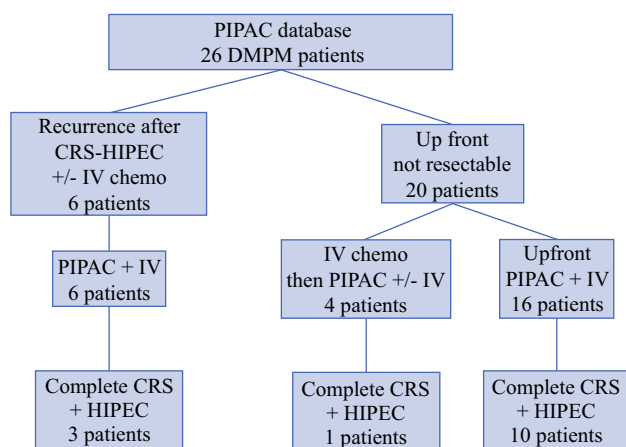 PIPAC database
26 DMPM patients
Recurrence after
CRS-HIPEC
+/- IV chemo
6 patients
Up front
not resectable
20 patients
PIPAC + IV
6 patients
IV chemo
then PIPAC +/- IV
4 patients
Upfront
PIPAC + IV
16 patients
Complete CRS
+ HIPEC
3 patients
Complete CRS
+ HIPEC
1 patients
Complete CRS
+ HIPEC
10 patients